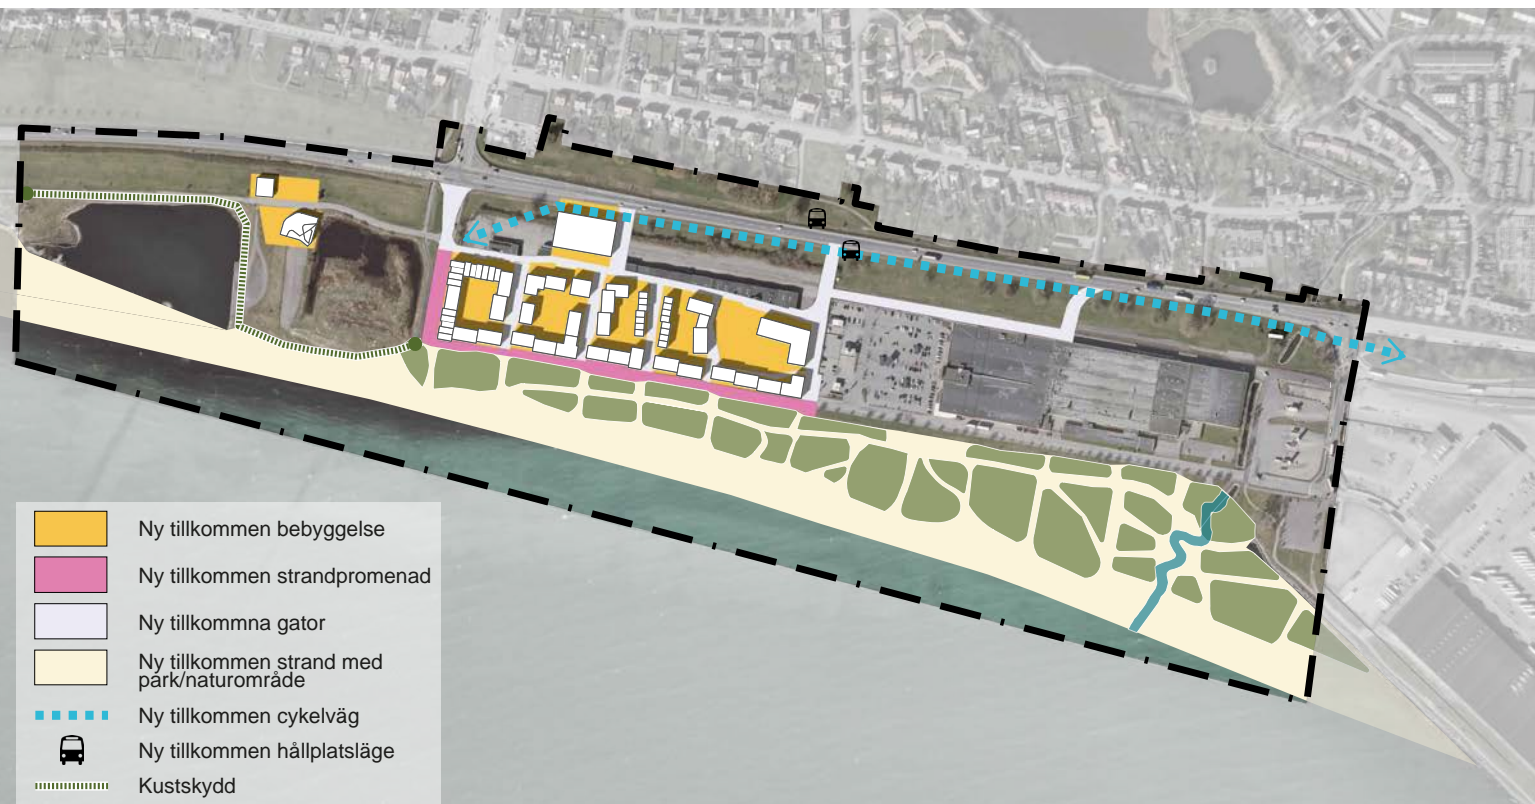 Ny tillkommen bebyggelse
Ny tillkommen strandpromenad
Ny tillkommna gator
Ny tillkommen strand med
park/naturområde
Ny tillkommen cykelväg
Ny tillkommen hållplatsläge
Kustskydd